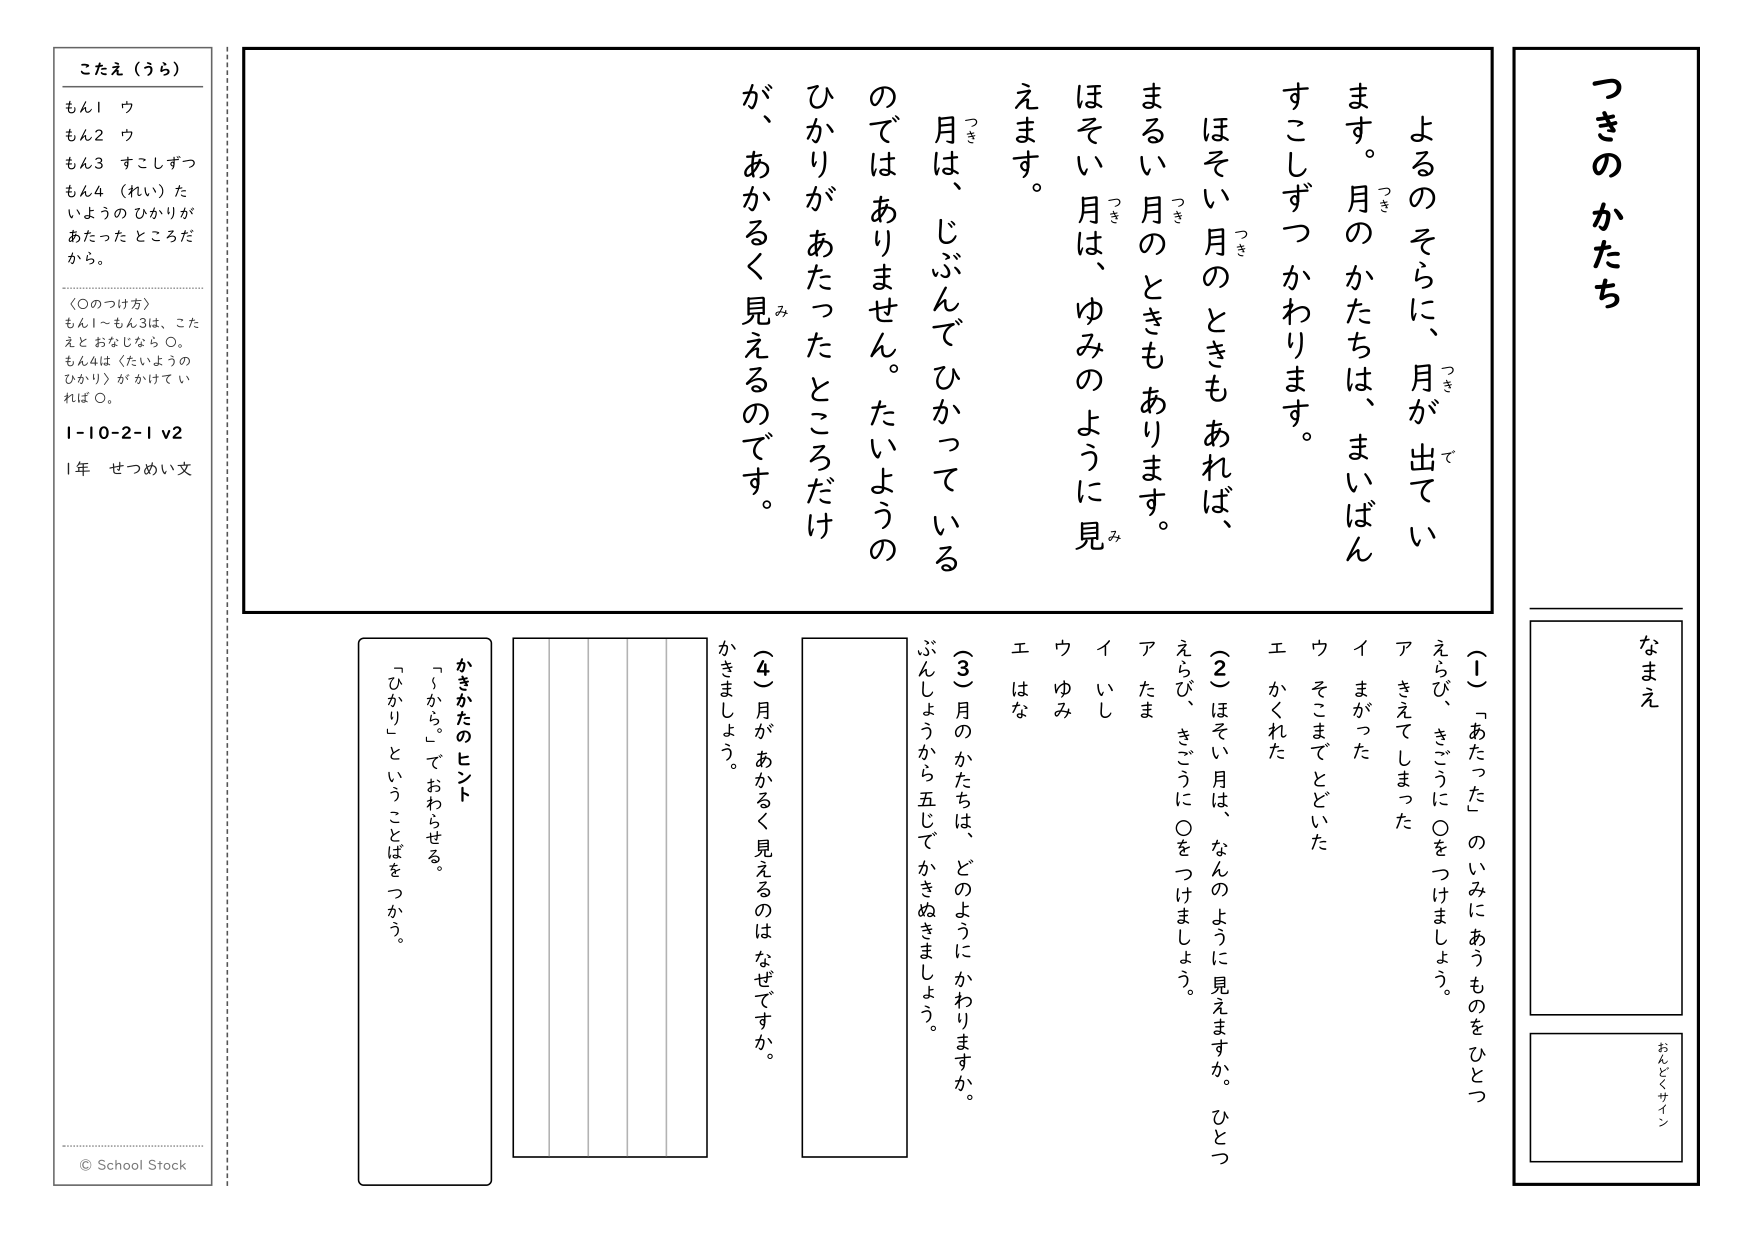 つきの かたち
なまえ
おんどくサイン
よるの そらに、月が 出て い
つき
で
ます。月の かたちは、まいばん
つき
すこしずつ かわります。
ほそい 月の ときも あれば、
つき
まるい 月の ときも あります。
つき
ほそい 月は、ゆみの ように 見
つき
み
えます。
月は、じぶんで ひかって いる
つき
のでは ありません。たいようの
ひかりが あたった ところだけ
が、あかるく 見えるのです。
み
(1)「あたった」の いみに あう ものを ひとつ
えらび、きごうに ○を つけましょう。
ア きえて しまった
イ まがった
ウ そこまで とどいた
エ かくれた
(2)ほそい 月は、なんの ように 見えますか。ひとつ
えらび、きごうに ○を つけましょう。
ア たま
イ いし
ウ ゆみ
エ はな
(3)月の かたちは、どのように かわりますか。
ぶんしょうから 五じで かきぬきましょう。
(4)月が あかるく 見えるのは なぜですか。
かきましょう。
かきかたの ヒント
「〜から。」で おわらせる。
「ひかり」と いう ことばを つかう。
こたえ(うら)
もん1 ウ
もん2 ウ
もん3 すこしずつ
もん4 (れい)た
いようの ひかりが
あたった ところだ
から。
〈○のつけ方〉
もん1〜もん3は、こた
えと おなじなら ○。
もん4は〈たいようの
ひかり〉が かけて い
れば ○。
1-10-2-1 v2
1年 せつめい文
© School Stock